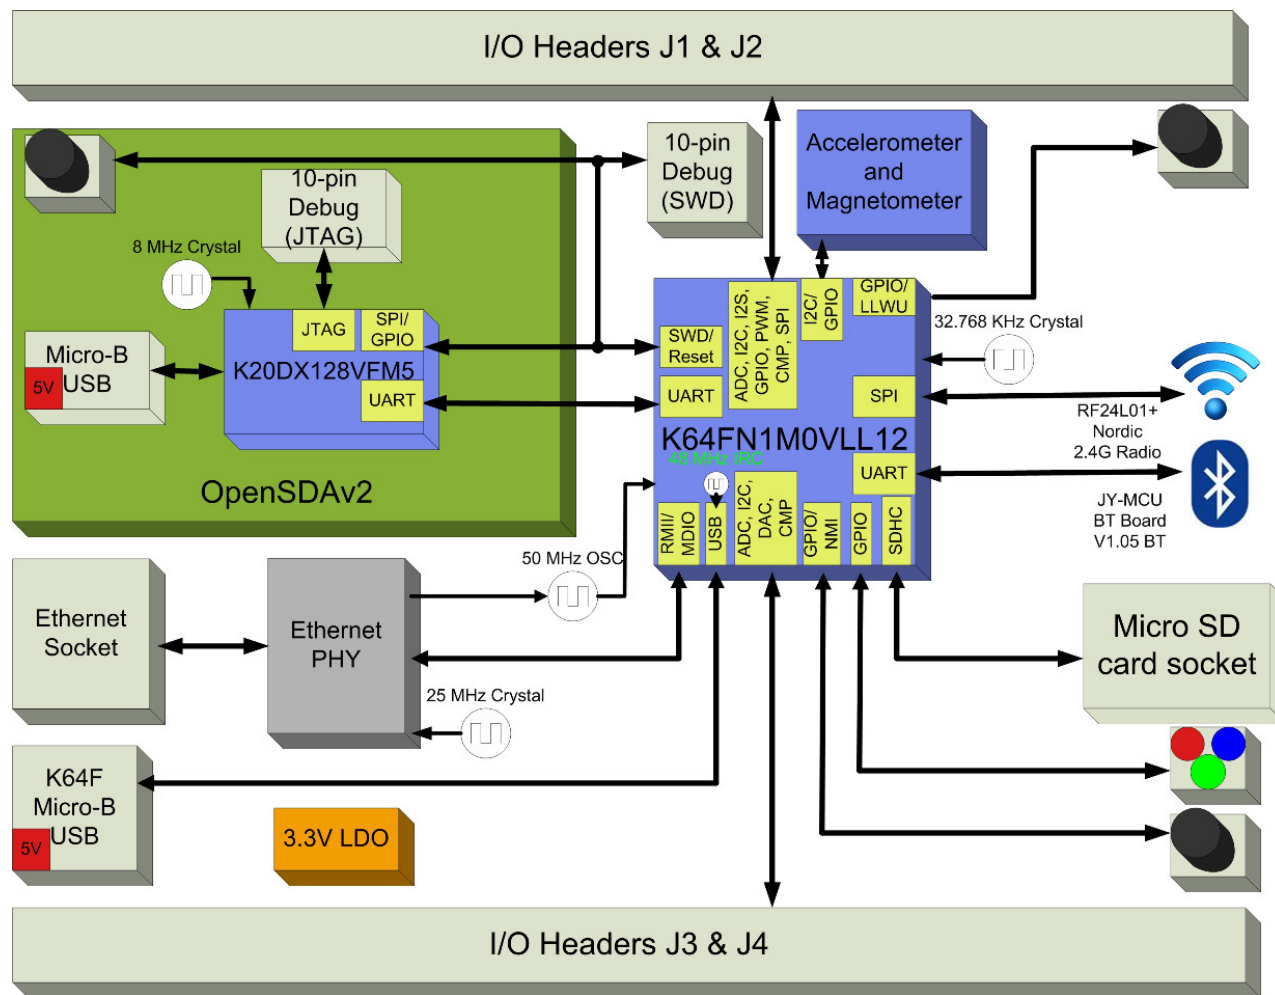 I/O Headers J1 & J2
10-pin
Debug
(SWD)
Accelerometer
and
Magnetometer
10-pin
Debug
(JTAG)
8 MHz Crystal
JTAG
SPI/
GPIO
K20DX128VFM5
UART
Micro-B
USB
5V
OpenSDAv2
SWD/
Reset
UART
ADC, I2C, I2S,
GPIO, PWM,
CMP, SPI
I2C/
GPIO
GPIO/
LLWU
32.768 KHz Crystal
SPI
K64FN1M0VLL12
48 MHz IRC
UART
RMII/
MDIO
USB
ADC, I2C,
DAC,
CMP
GPIO/
NMI
GPIO
SDHC
RF24L01+
Nordic
2.4G Radio
JY-MCU
BT Board
V1.05 BT
50 MHz OSC
Ethernet
Socket
Ethernet
PHY
25 MHz Crystal
Micro SD
card socket
K64F
Micro-B
USB
5V
3.3V LDO
I/O Headers J3 & J4